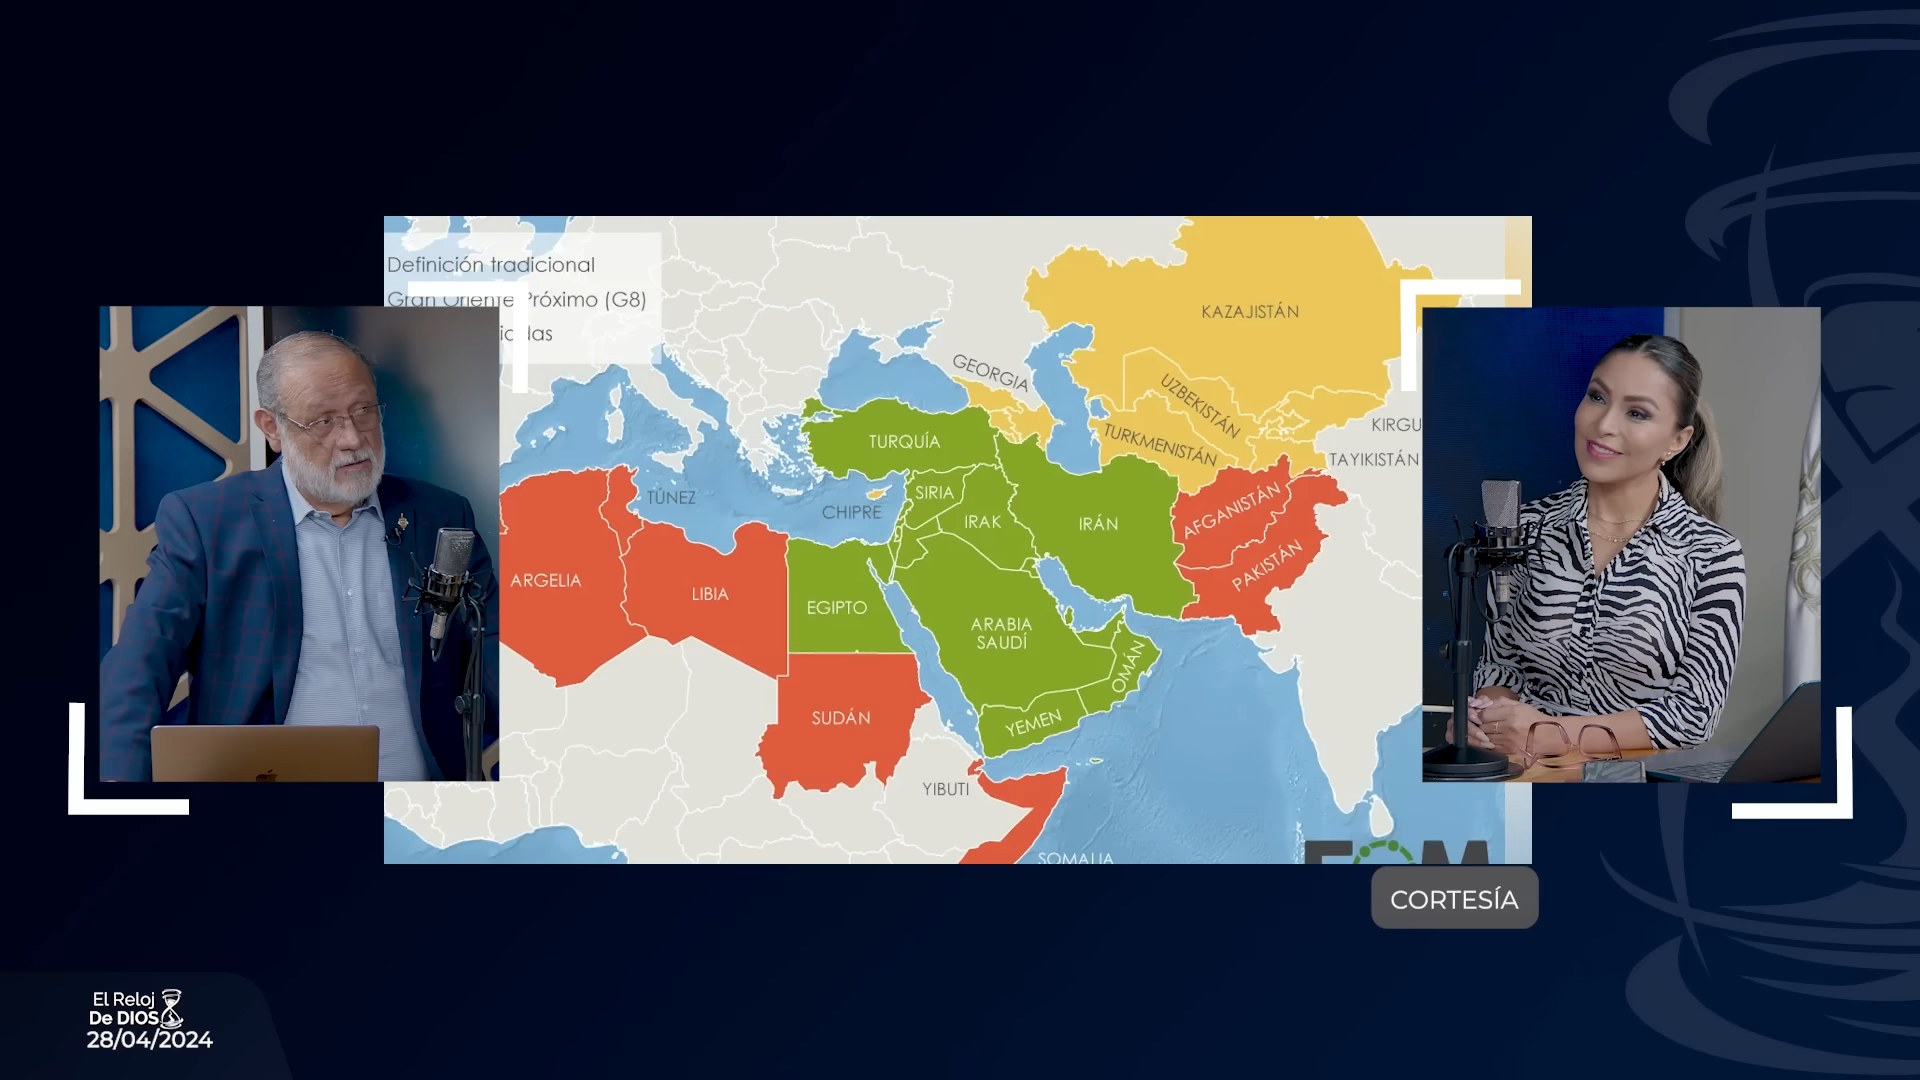 Definición tradicional
Gran Oriente Próximo (G8)
KAZAJISTÁN
GEORGIA
UZBEKISTÁN
TURKMENISTÁN
KIRGU
TAYIKISTÁN
TURQUÍA
TÚNEZ
CHIPRE
SIRIA
IRAK
IRÁN
AFGANISTÁN
PAKISTÁN
ARGELIA
LIBIA
EGIPTO
ARABIA
SAUDÍ
OMÁN
YEMEN
SUDÁN
YIBUTI
SOMALIA
EOM
CORTESÍA
El Reloj
De DIOS
28/04/2024